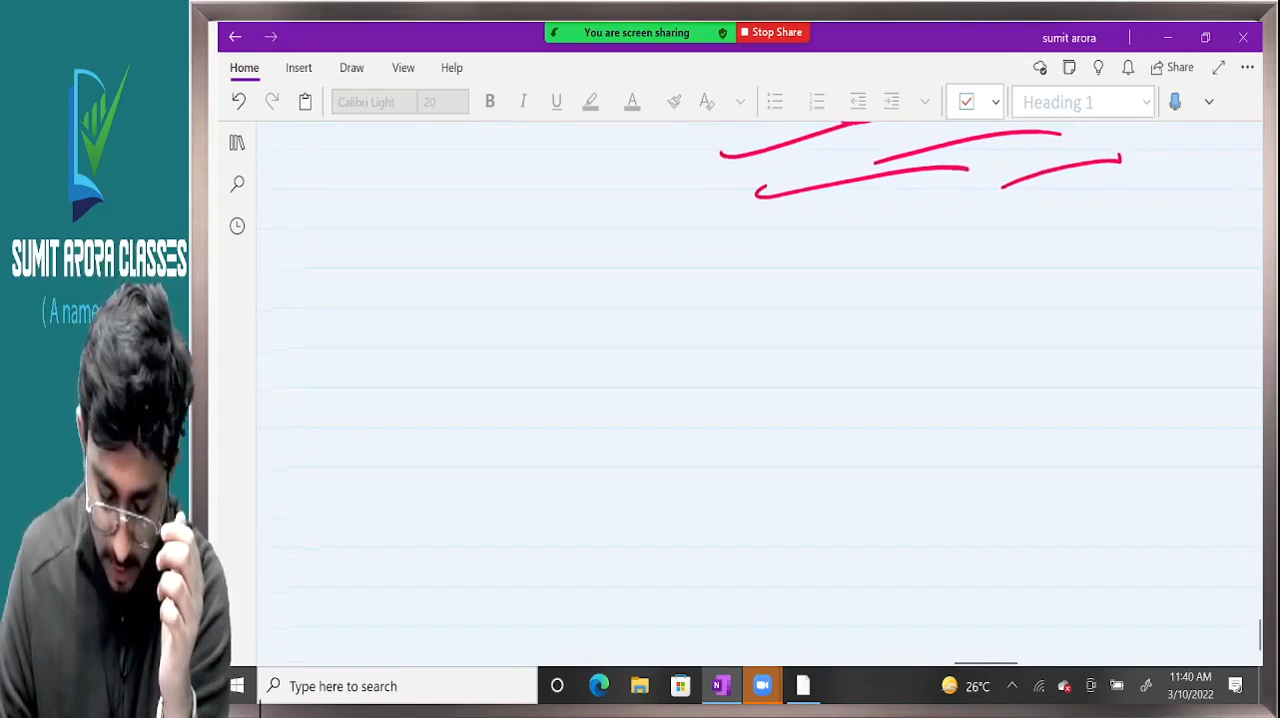 You are screen sharing
Stop Share
sumit arora
Home Insert Draw View Help
Share
Calibri Light 20
B I U A
Heading 1
SUMIT ARORA CLASSES
( A name
Type here to search
26°C
11:40 AM
3/10/2022